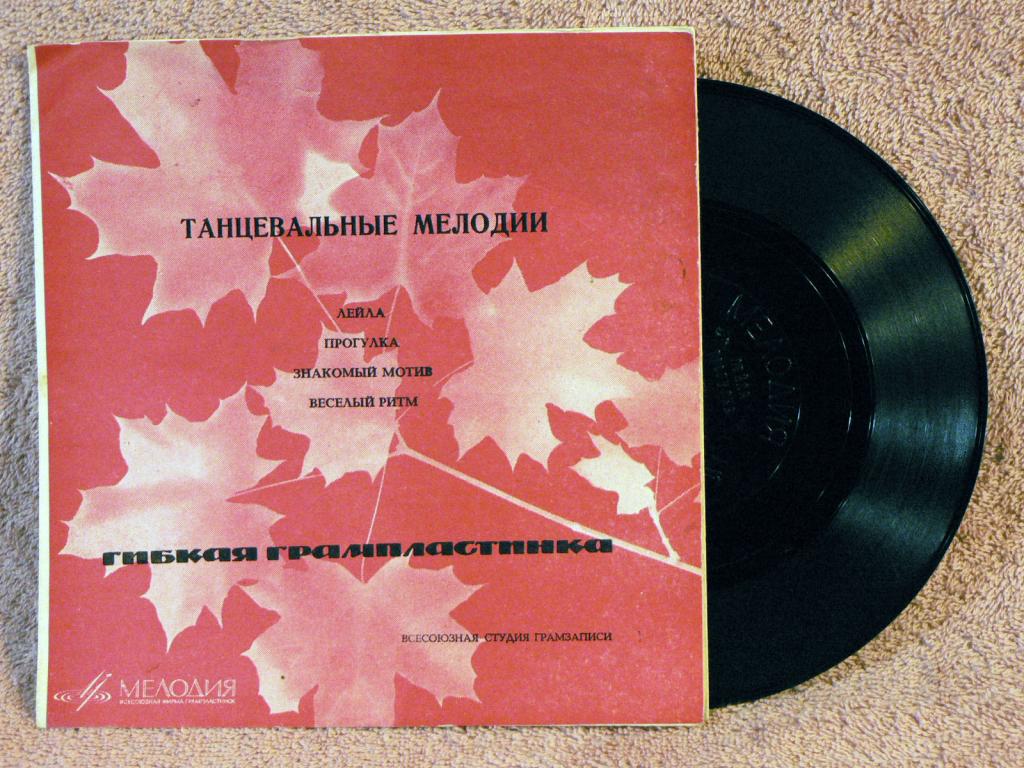 ТАНЦЕВАЛЬНЫЕ МЕЛОДИИ
ЛЕЙЛА
ПРОГУЛКА
ЗНАКОМЫЙ МОТИВ
ВЕСЕЛЫЙ РИТМ
ГИБКАЯ ГРАМПЛАСТИНКА
ВСЕСОЮЗНАЯ СТУДИЯ ГРАМЗАПИСИ
МЕЛОДИЯ
ВСЕСОЮЗНАЯ ФИРМА ГРАМПЛАСТИНОК
МЕЛОДИЯ